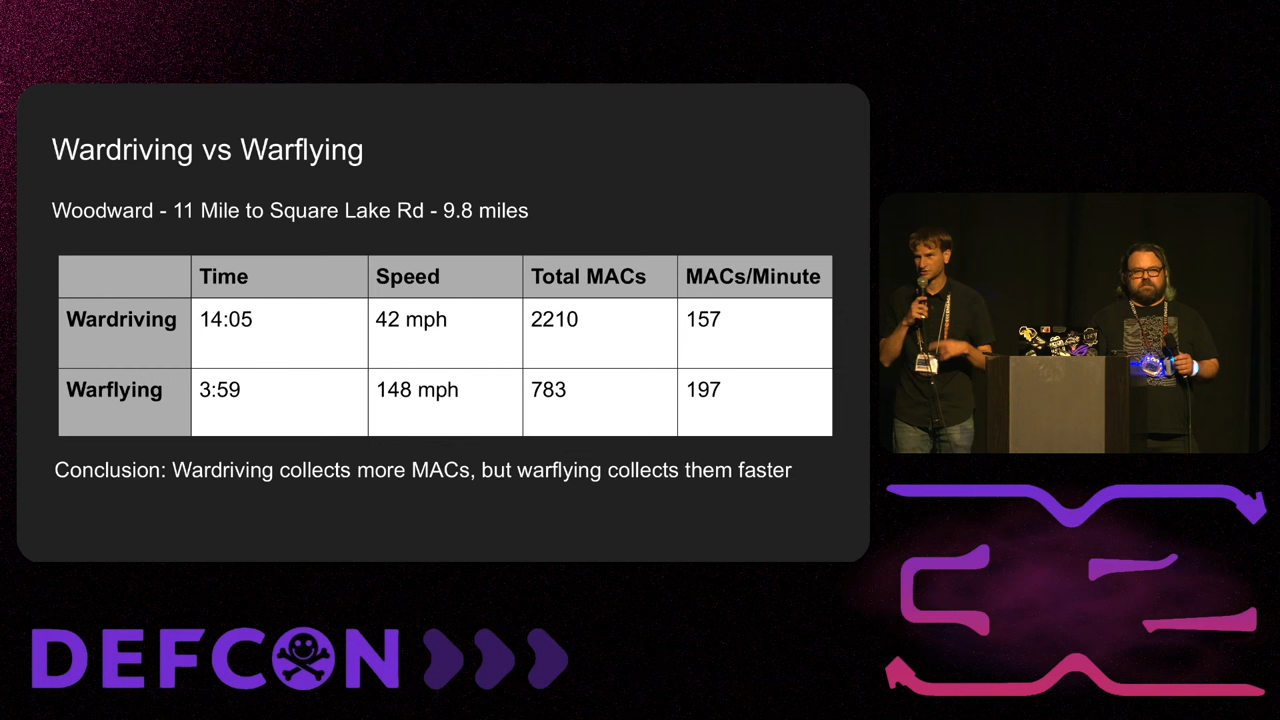 Wardriving vs Warflying
Woodward - 11 Mile to Square Lake Rd - 9.8 miles
Time Speed Total MACs MACs/Minute
Wardriving 14:05 42 mph 2210 157
Warflying 3:59 148 mph 783 197
Conclusion: Wardriving collects more MACs, but warflying collects them faster
DEFCON